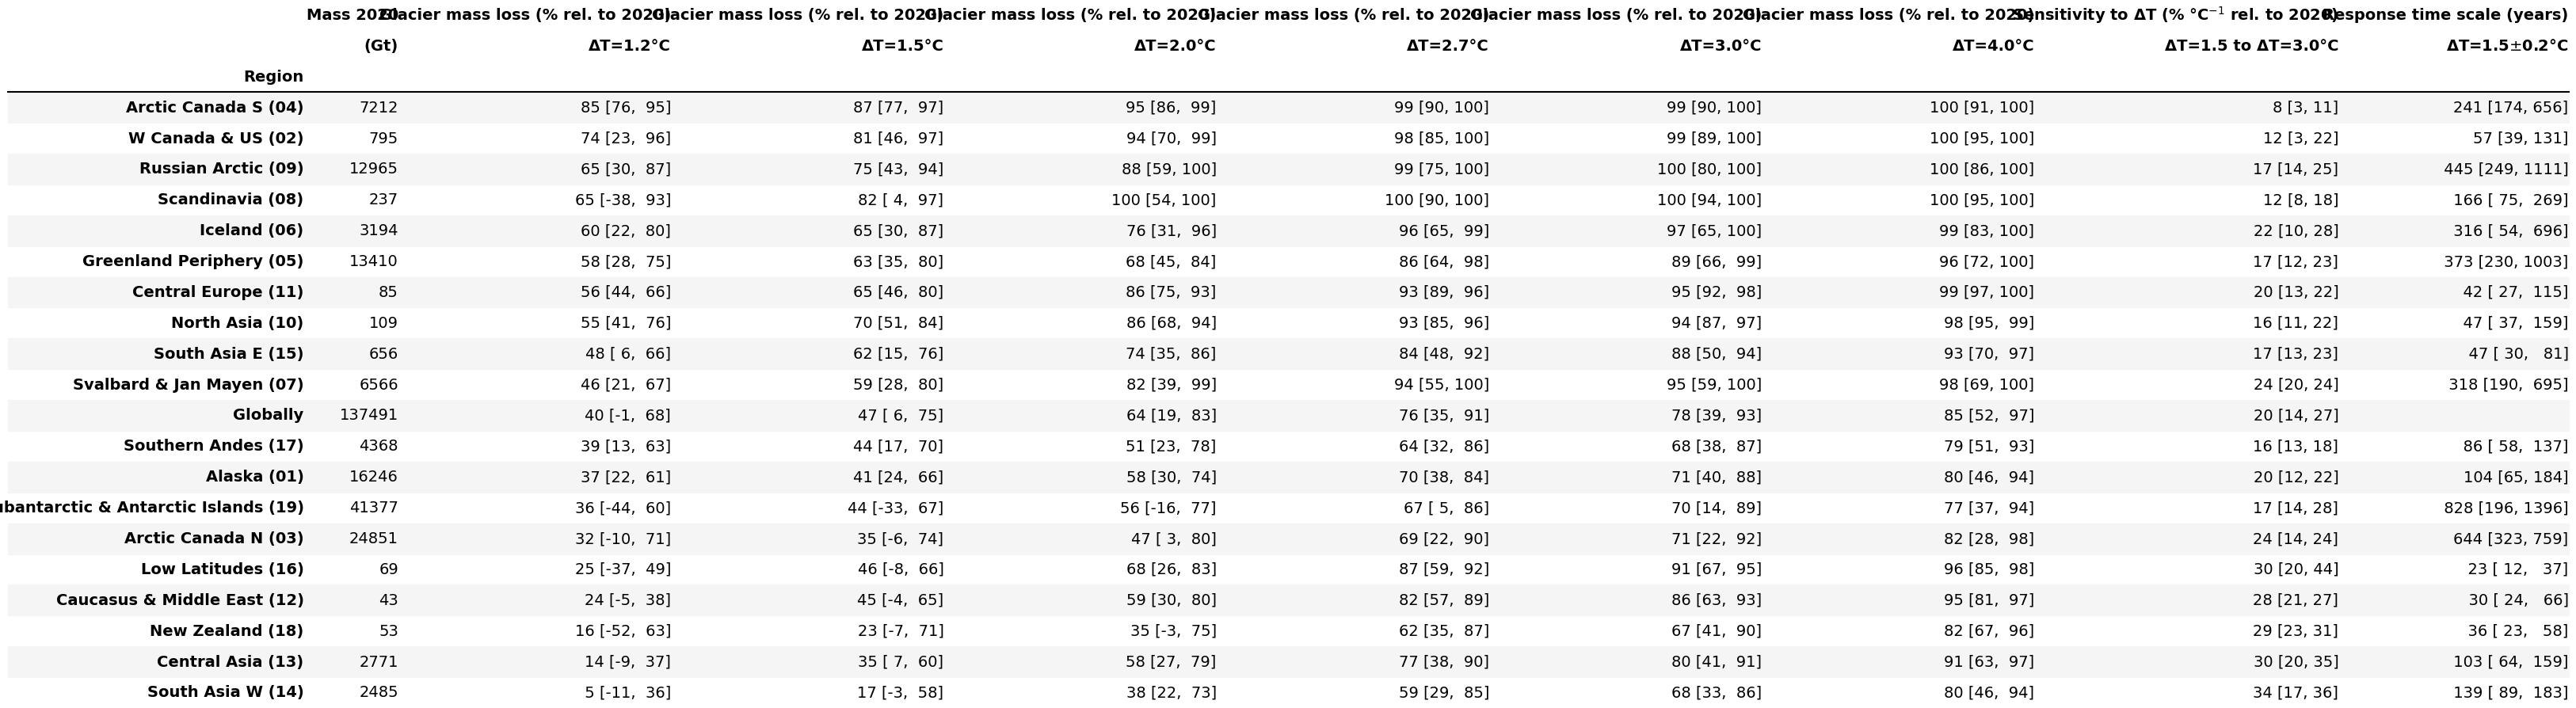 Mass 2020 Glacier mass loss (% rel. to 2020) Glacier mass loss (% rel. to 2020) Glacier mass loss (% rel. to 2020) Glacier mass loss (% rel. to 2020) Glacier mass loss (% rel. to 2020) Glacier mass loss (% rel. to 2020) Sensitivity to ΔT (% °C⁻¹ rel. to 2020) Response time scale (years)
(Gt) ΔT=1.2°C ΔT=1.5°C ΔT=2.0°C ΔT=2.7°C ΔT=3.0°C ΔT=4.0°C ΔT=1.5 to ΔT=3.0°C ΔT=1.5±0.2°C
Region
Arctic Canada S (04) 7212 85 [76, 95] 87 [77, 97] 95 [86, 99] 99 [90, 100] 99 [90, 100] 100 [91, 100] 8 [3, 11] 241 [174, 656]
W Canada & US (02) 795 74 [23, 96] 81 [46, 97] 94 [70, 99] 98 [85, 100] 99 [89, 100] 100 [95, 100] 12 [3, 22] 57 [39, 131]
Russian Arctic (09) 12965 65 [30, 87] 75 [43, 94] 88 [59, 100] 99 [75, 100] 100 [80, 100] 100 [86, 100] 17 [14, 25] 445 [249, 1111]
Scandinavia (08) 237 65 [-38, 93] 82 [ 4, 97] 100 [54, 100] 100 [90, 100] 100 [94, 100] 100 [95, 100] 12 [8, 18] 166 [ 75, 269]
Iceland (06) 3194 60 [22, 80] 65 [30, 87] 76 [31, 96] 96 [65, 99] 97 [65, 100] 99 [83, 100] 22 [10, 28] 316 [ 54, 696]
Greenland Periphery (05) 13410 58 [28, 75] 63 [35, 80] 68 [45, 84] 86 [64, 98] 89 [66, 99] 96 [72, 100] 17 [12, 23] 373 [230, 1003]
Central Europe (11) 85 56 [44, 66] 65 [46, 80] 86 [75, 93] 93 [89, 96] 95 [92, 98] 99 [97, 100] 20 [13, 22] 42 [ 27, 115]
North Asia (10) 109 55 [41, 76] 70 [51, 84] 86 [68, 94] 93 [85, 96] 94 [87, 97] 98 [95, 99] 16 [11, 22] 47 [ 37, 159]
South Asia E (15) 656 48 [ 6, 66] 62 [15, 76] 74 [35, 86] 84 [48, 92] 88 [50, 94] 93 [70, 97] 17 [13, 23] 47 [ 30, 81]
Svalbard & Jan Mayen (07) 6566 46 [21, 67] 59 [28, 80] 82 [39, 99] 94 [55, 100] 95 [59, 100] 98 [69, 100] 24 [20, 24] 318 [190, 695]
Globally 137491 40 [-1, 68] 47 [ 6, 75] 64 [19, 83] 76 [35, 91] 78 [39, 93] 85 [52, 97] 20 [14, 27]
Southern Andes (17) 4368 39 [13, 63] 44 [17, 70] 51 [23, 78] 64 [32, 86] 68 [38, 87] 79 [51, 93] 16 [13, 18] 86 [ 58, 137]
Alaska (01) 16246 37 [22, 61] 41 [24, 66] 58 [30, 74] 70 [38, 84] 71 [40, 88] 80 [46, 94] 20 [12, 22] 104 [65, 184]
ubantarctic & Antarctic Islands (19) 41377 36 [-44, 60] 44 [-33, 67] 56 [-16, 77] 67 [ 5, 86] 70 [14, 89] 77 [37, 94] 17 [14, 28] 828 [196, 1396]
Arctic Canada N (03) 24851 32 [-10, 71] 35 [-6, 74] 47 [ 3, 80] 69 [22, 90] 71 [22, 92] 82 [28, 98] 24 [14, 24] 644 [323, 759]
Low Latitudes (16) 69 25 [-37, 49] 46 [-8, 66] 68 [26, 83] 87 [59, 92] 91 [67, 95] 96 [85, 98] 30 [20, 44] 23 [ 12, 37]
Caucasus & Middle East (12) 43 24 [-5, 38] 45 [-4, 65] 59 [30, 80] 82 [57, 89] 86 [63, 93] 95 [81, 97] 28 [21, 27] 30 [ 24, 66]
New Zealand (18) 53 16 [-52, 63] 23 [-7, 71] 35 [-3, 75] 62 [35, 87] 67 [41, 90] 82 [67, 96] 29 [23, 31] 36 [ 23, 58]
Central Asia (13) 2771 14 [-9, 37] 35 [ 7, 60] 58 [27, 79] 77 [38, 90] 80 [41, 91] 91 [63, 97] 30 [20, 35] 103 [ 64, 159]
South Asia W (14) 2485 5 [-11, 36] 17 [-3, 58] 38 [22, 73] 59 [29, 85] 68 [33, 86] 80 [46, 94] 34 [17, 36] 139 [ 89, 183]